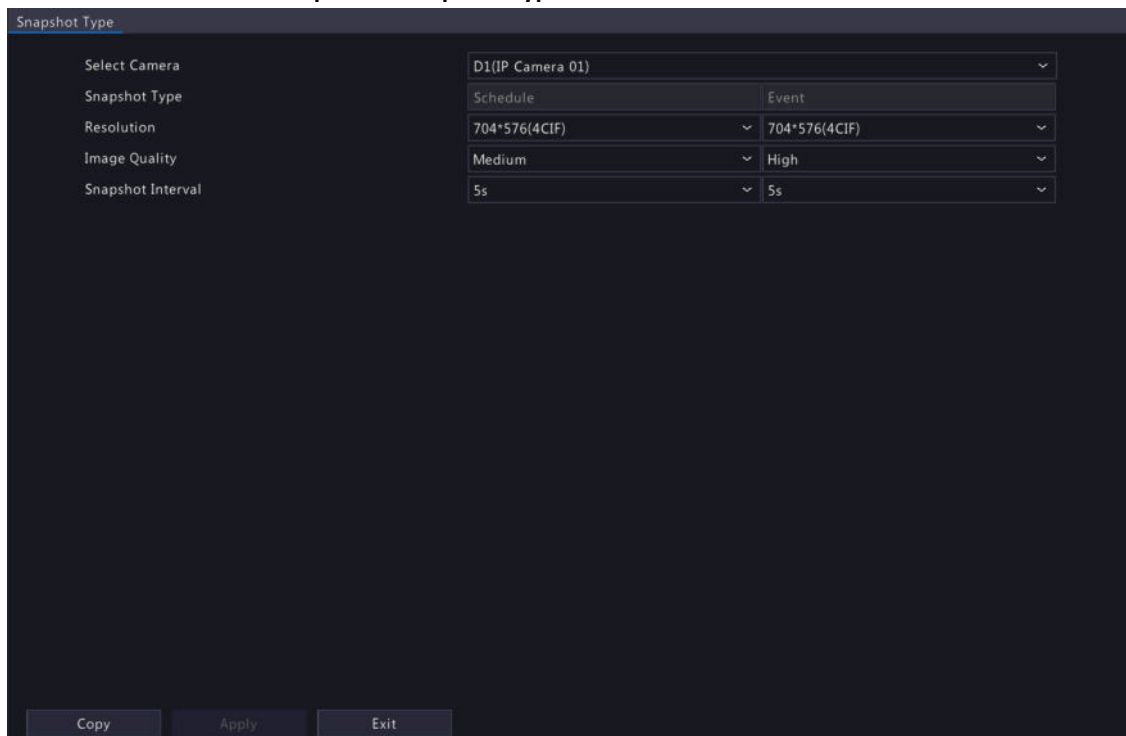 Snapshot Type
Select Camera D1(IP Camera 01)
Snapshot Type Schedule Event
Resolution 704*576(4CIF) 704*576(4CIF)
Image Quality Medium High
Snapshot Interval 5s 5s
Copy Apply Exit